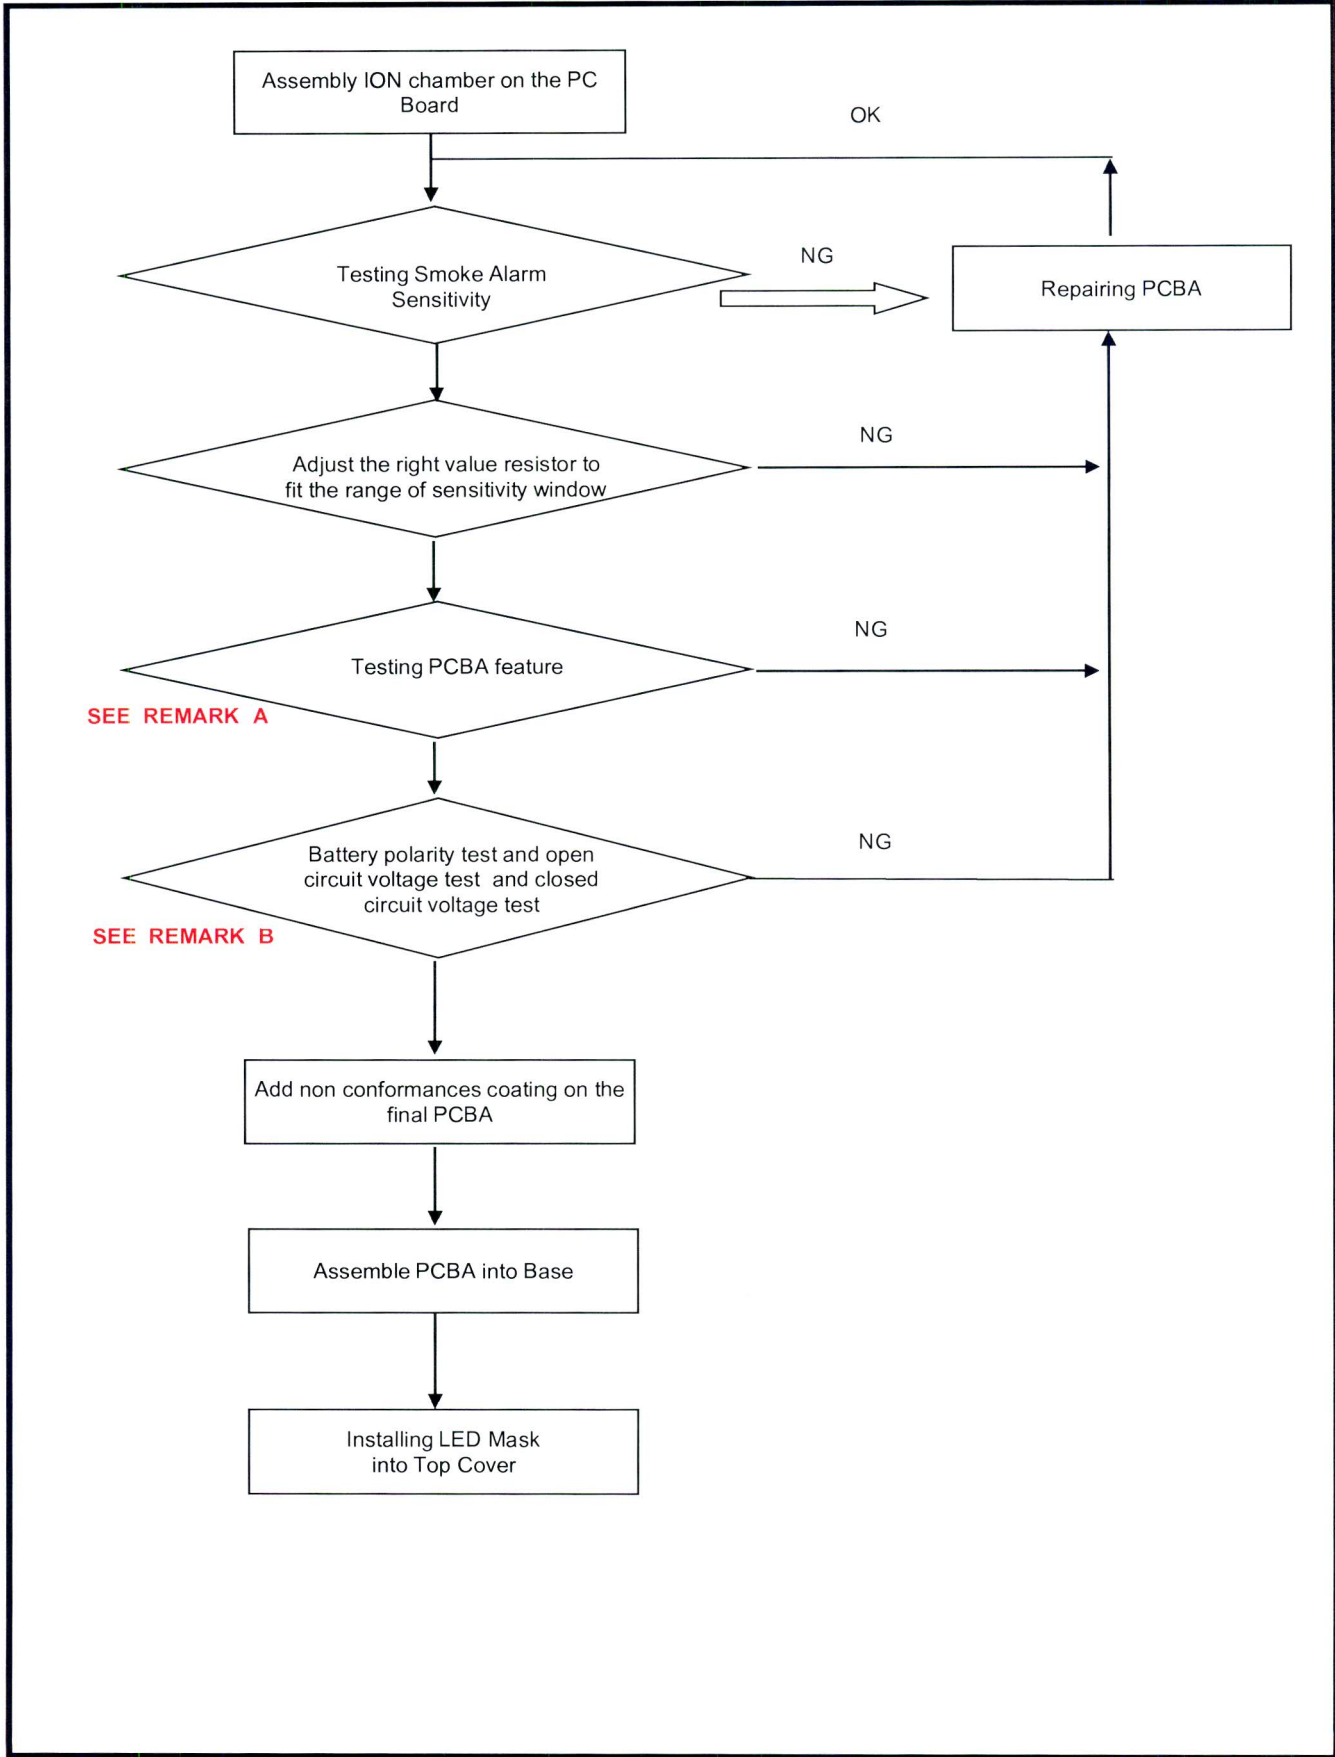 Assembly ION chamber on the PC
Board
OK
Testing Smoke Alarm
Sensitivity
NG
Repairing PCBA
Adjust the right value resistor to
fit the range of sensitivity window
NG
Testing PCBA feature
NG
SEE REMARK A
Battery polarity test and open
circuit voltage test and closed
circuit voltage test
NG
SEE REMARK B
Add non conformances coating on the
final PCBA
Assemble PCBA into Base
Installing LED Mask
into Top Cover